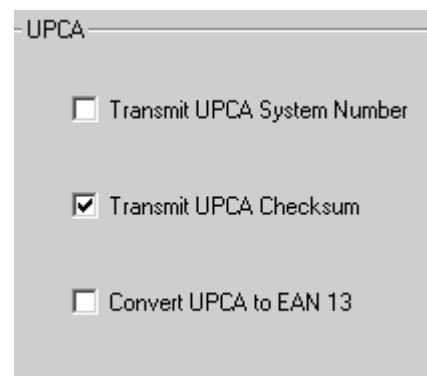 UPCA
Transmit UPCA System Number
Transmit UPCA Checksum
Convert UPCA to EAN 13